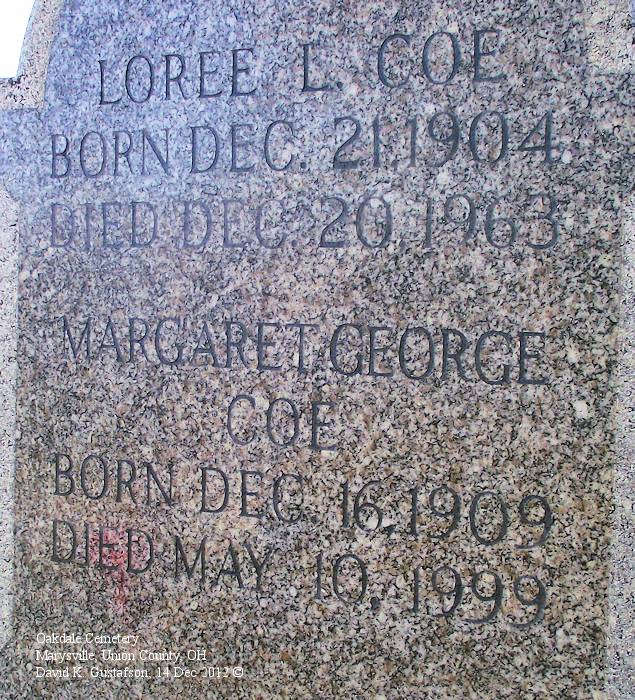 LOREE L. COE
BORN DEC. 21, 1904
DIED DEC. 20, 1963
MARGARET GEORGE
COE
BORN DEC. 16, 1909
DIED MAY 10, 1999
Oakdale Cemetery
Marysville, Union County, OH
David K. Gustafson, 14 Dec 2012 ©